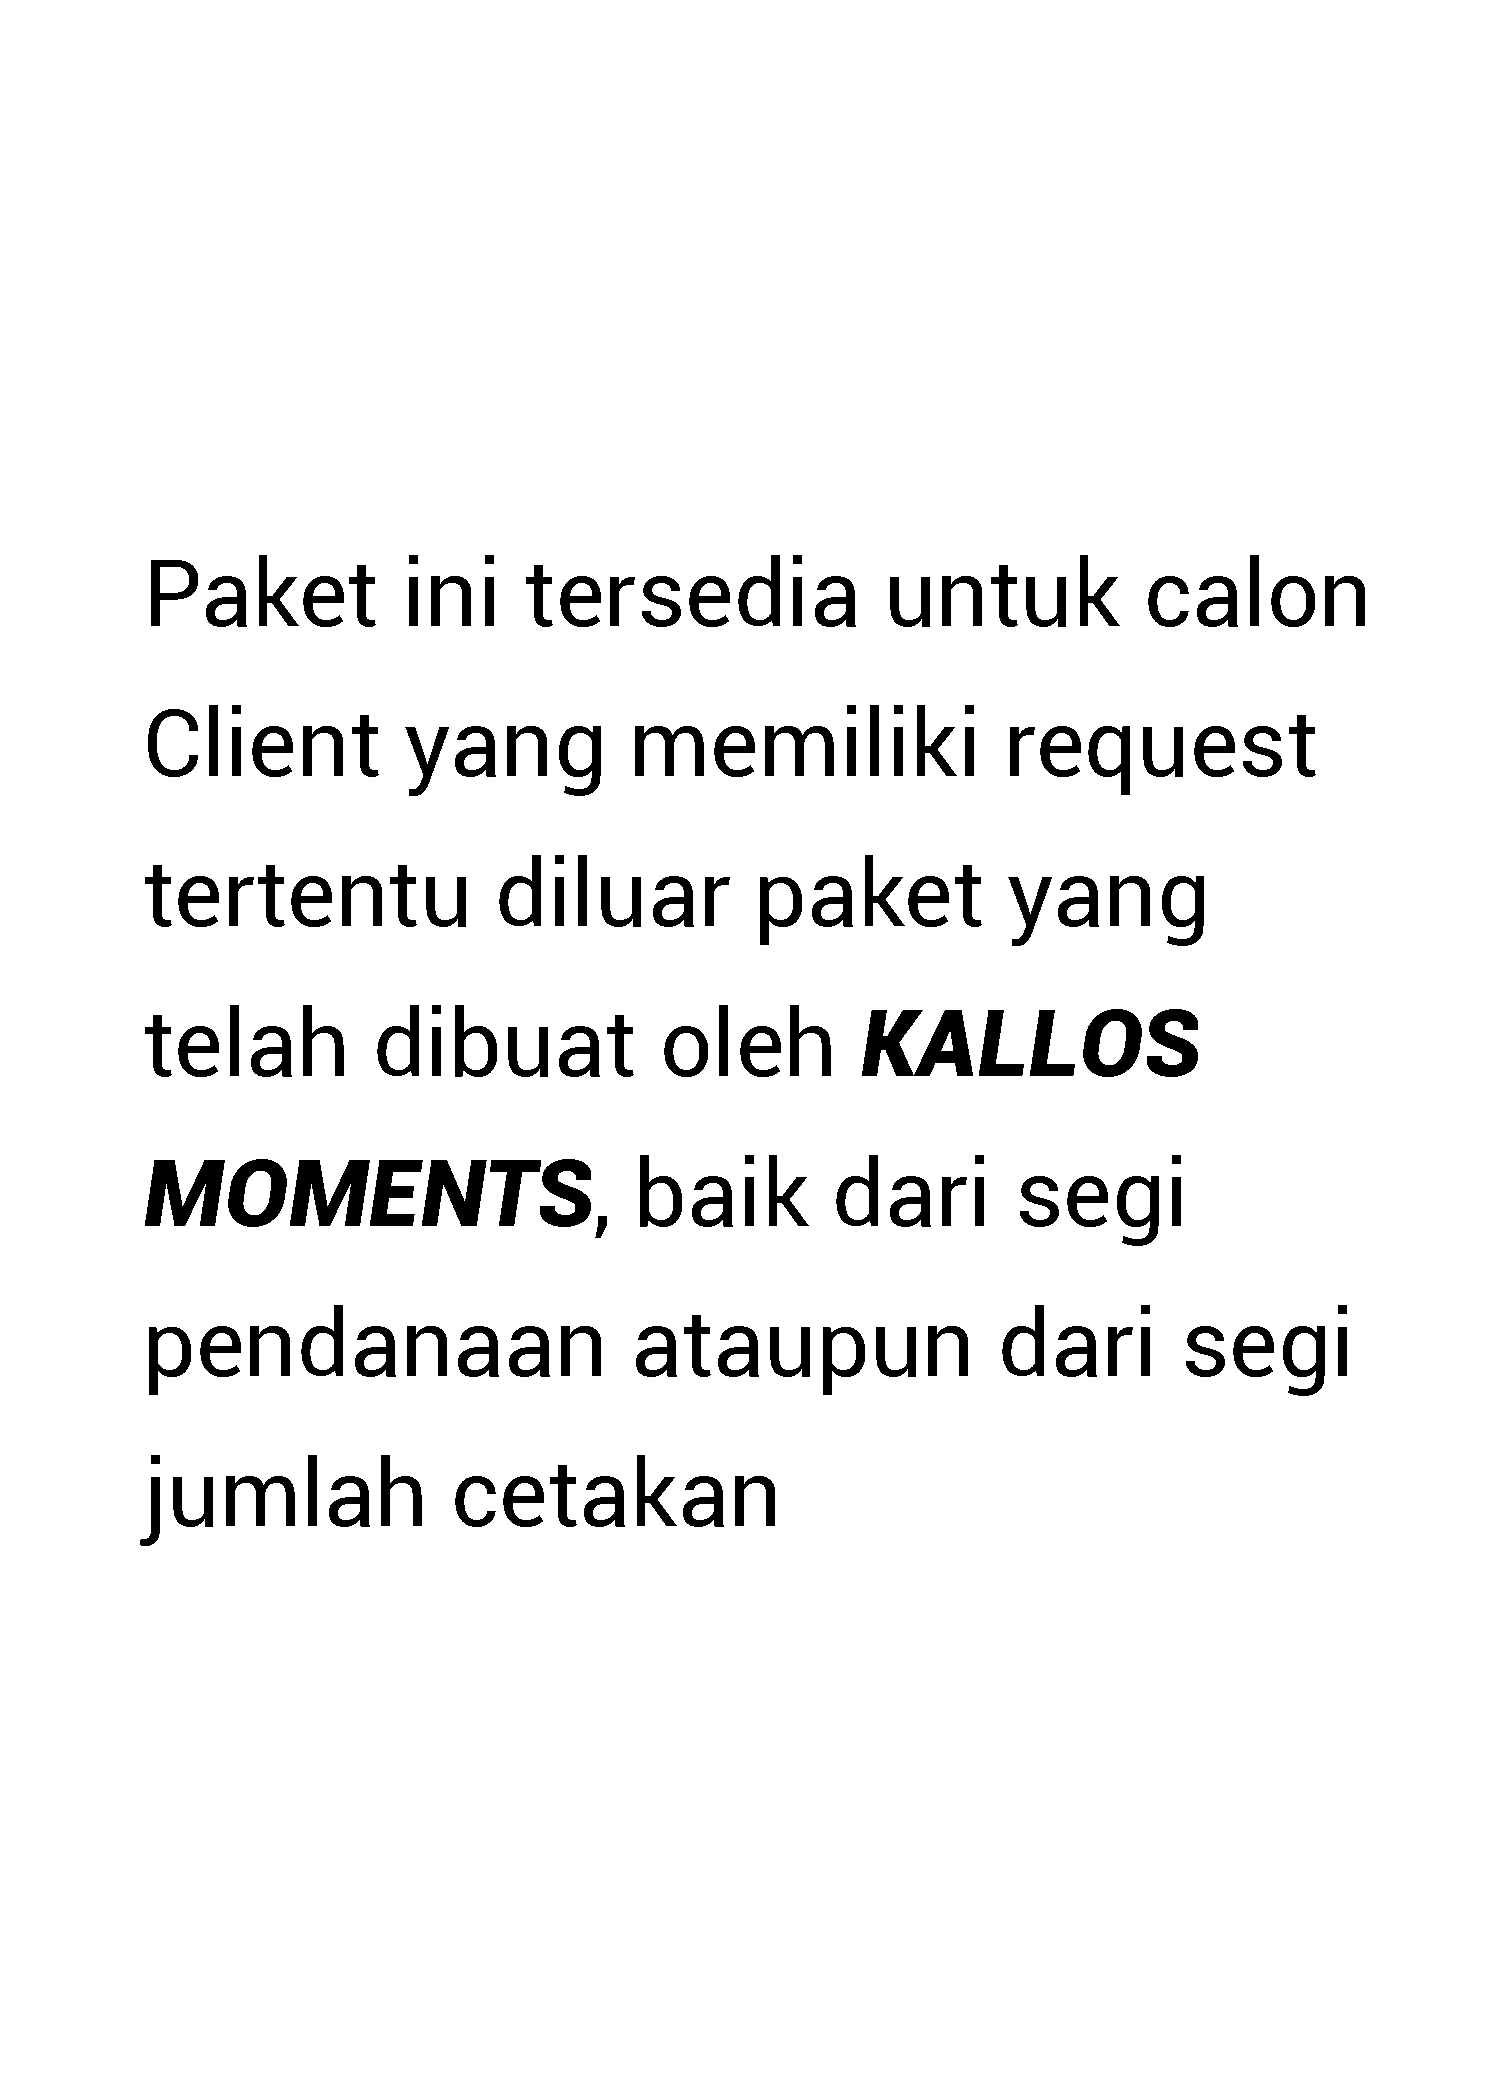 Paket ini tersedia untuk calon
Client yang memiliki request
tertentu diluar paket yang
telah dibuat oleh KALLOS
MOMENTS, baik dari segi
pendanaan ataupun dari segi
jumlah cetakan